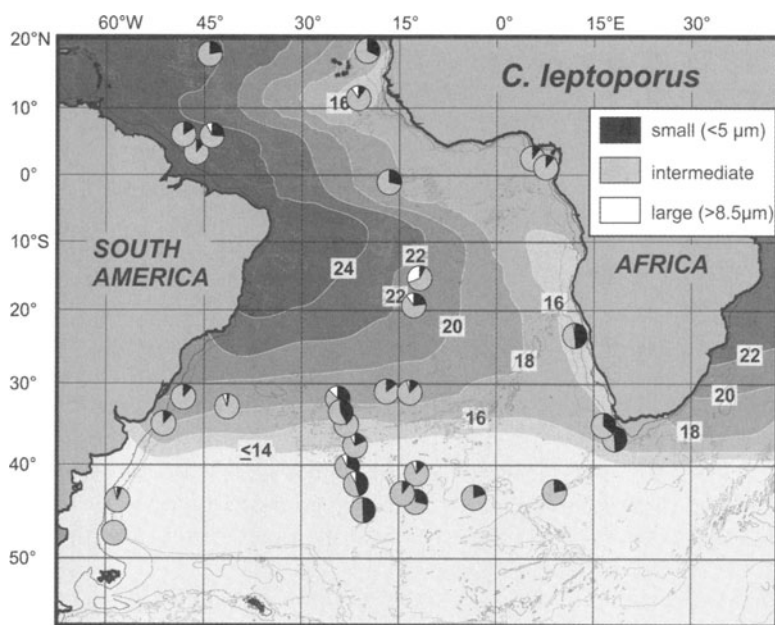 60°W 45° 30° 15° 0° 15°E 30°
20°N
10°
0°
10°S
20°
30°
40°
50°
C. leptoporus
small (<5 µm)
intermediate
large (>8.5µm)
SOUTH
AMERICA
AFRICA
16
22
24
22
16
20
22
18
20
16
18
≤14